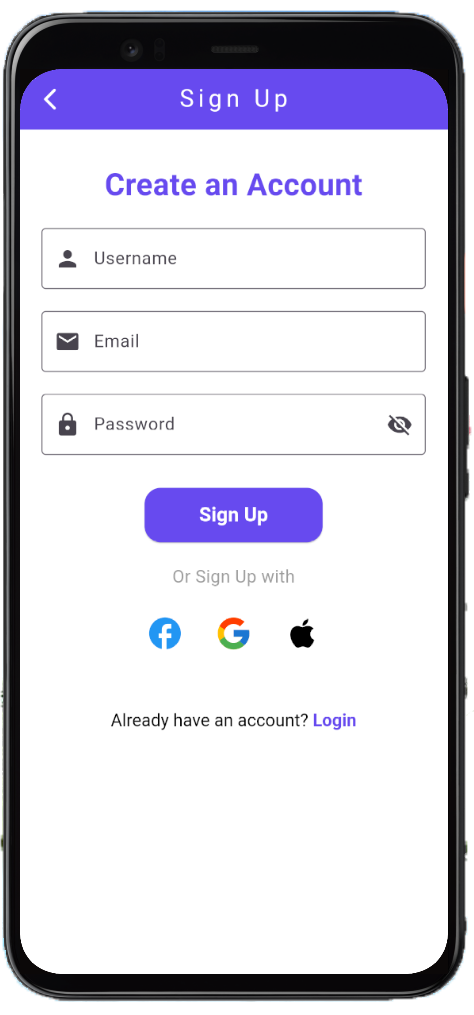 Sign Up
Create an Account
Username
Email
Password
Sign Up
Or Sign Up with
Already have an account? Login